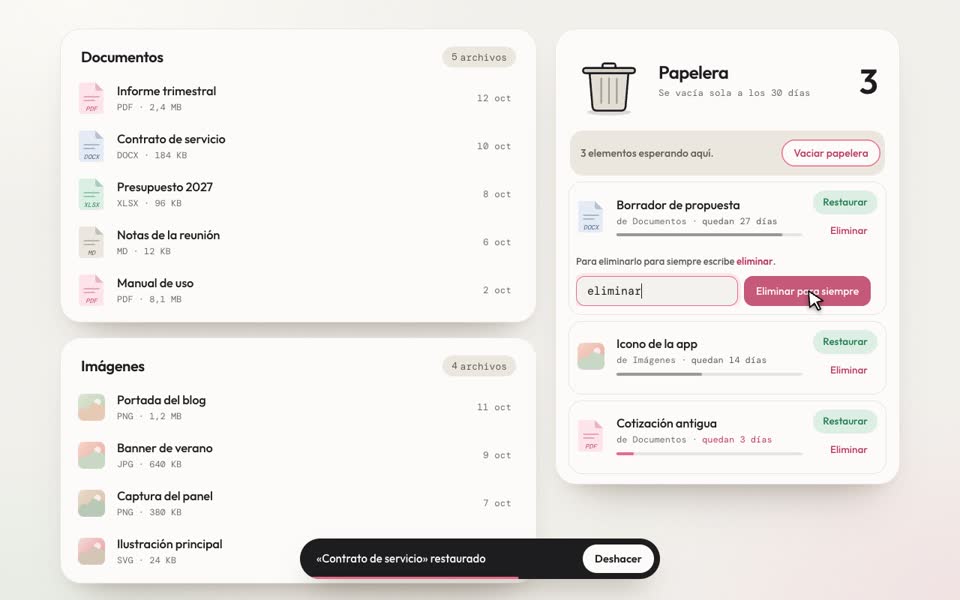 Documentos
5 archivos
Informe trimestral
PDF · 2,4 MB
12 oct
PDF
Contrato de servicio
DOCX · 184 KB
10 oct
DOCX
Presupuesto 2027
XLSX · 96 KB
8 oct
XLSX
Notas de la reunión
MD · 12 KB
6 oct
MD
Manual de uso
PDF · 8,1 MB
2 oct
PDF
Imágenes
4 archivos
Portada del blog
PNG · 1,2 MB
11 oct
Banner de verano
JPG · 640 KB
9 oct
Captura del panel
PNG · 380 KB
7 oct
Ilustración principal
SVG · 24 KB
Papelera
Se vacía sola a los 30 días
3
3 elementos esperando aquí.
Vaciar papelera
Borrador de propuesta
de Documentos · quedan 27 días
DOCX
Restaurar
Eliminar
Para eliminarlo para siempre escribe eliminar.
eliminar
Eliminar para siempre
Icono de la app
de Imágenes · quedan 14 días
Restaurar
Eliminar
Cotización antigua
de Documentos · quedan 3 días
PDF
Restaurar
Eliminar
«Contrato de servicio» restaurado
Deshacer